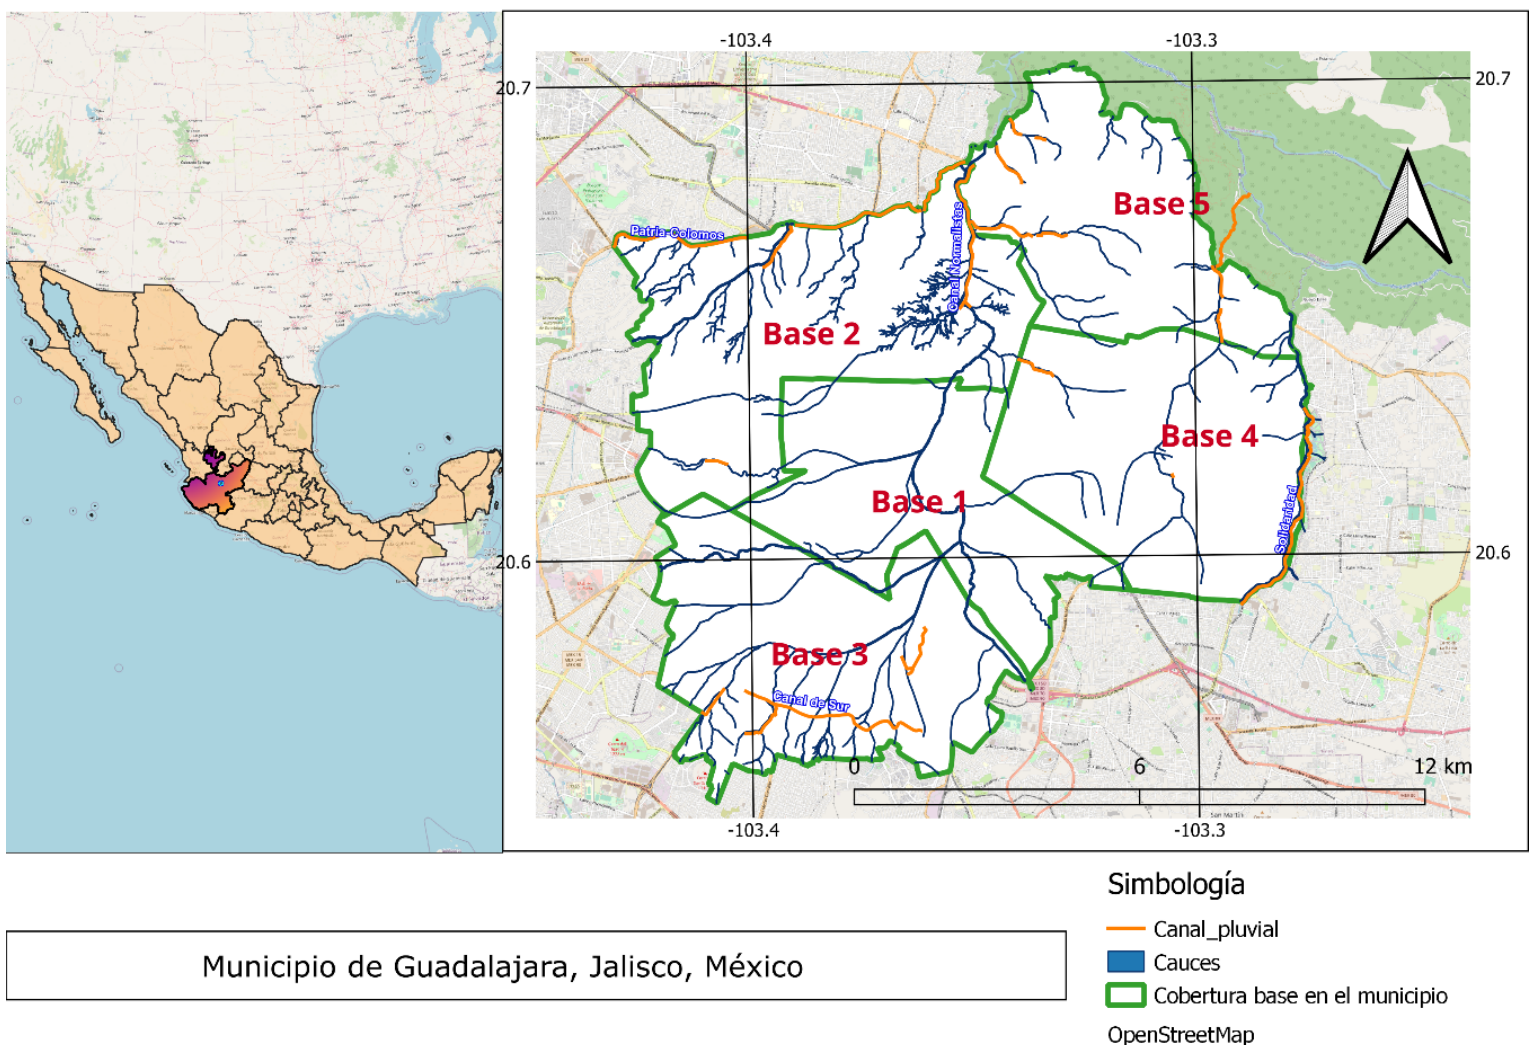 -103.4
-103.3
20.7
20.7
Base 5
Patria-Colomos
Canal Normalistas
Base 2
Base 4
Base 1
Solidaridad
20.6
20.6
Base 3
Canal de Sur
0
6
12 km
-103.4
-103.3
Simbología
Canal_pluvial
Municipio de Guadalajara, Jalisco, México
Cauces
Cobertura base en el municipio
OpenStreetMap